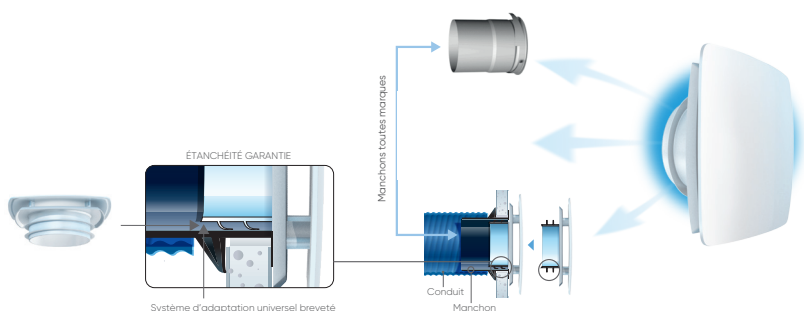 Manchons toutes marques
ÉTANCHÉITÉ GARANTIE
Conduit
Manchon
Système d'adaptation universel breveté